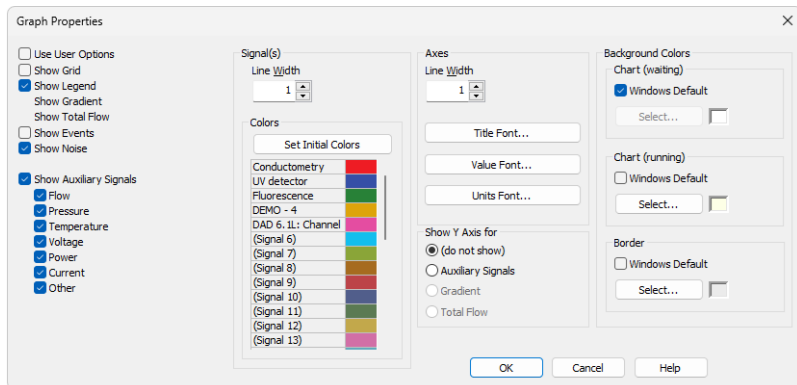 Graph Properties
Use User Options
Show Grid
Show Legend
Show Gradient
Show Total Flow
Show Events
Show Noise
Show Auxiliary Signals
Flow
Pressure
Temperature
Voltage
Power
Current
Other
Signal(s)
Line Width
1
Colors
Set Initial Colors
Conductometry
UV detector
Fluorescence
DEMO - 4
DAD 6.1L: Channel
(Signal 6)
(Signal 7)
(Signal 8)
(Signal 9)
(Signal 10)
(Signal 11)
(Signal 12)
(Signal 13)
Axes
Line Width
1
Title Font...
Value Font...
Units Font...
Show Y Axis for
(do not show)
Auxiliary Signals
Gradient
Total Flow
Background Colors
Chart (waiting)
Windows Default
Select...
Chart (running)
Windows Default
Select...
Border
Windows Default
Select...
OK
Cancel
Help